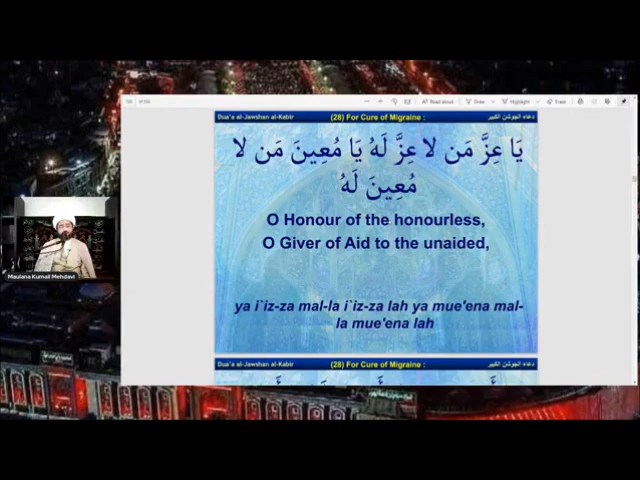 Read aloud Draw Highlight Erase
Dua'a al-Jawshan al-Kabir (28) For Cure of Migraine : دعاء الجوشن الكبير
يَا عِزَّ مَن لا عِزَّ لَهُ يَا مُعِينَ مَن لا
مُعِينَ لَهُ
O Honour of the honourless,
O Giver of Aid to the unaided,
ya i`iz-za mal-la i`iz-za lah ya mue'ena mal-
la mue'ena lah
Maulana Kumail Mehdavi
Dua'a al-Jawshan al-Kabir (28) For Cure of Migraine : دعاء الجوشن الكبير